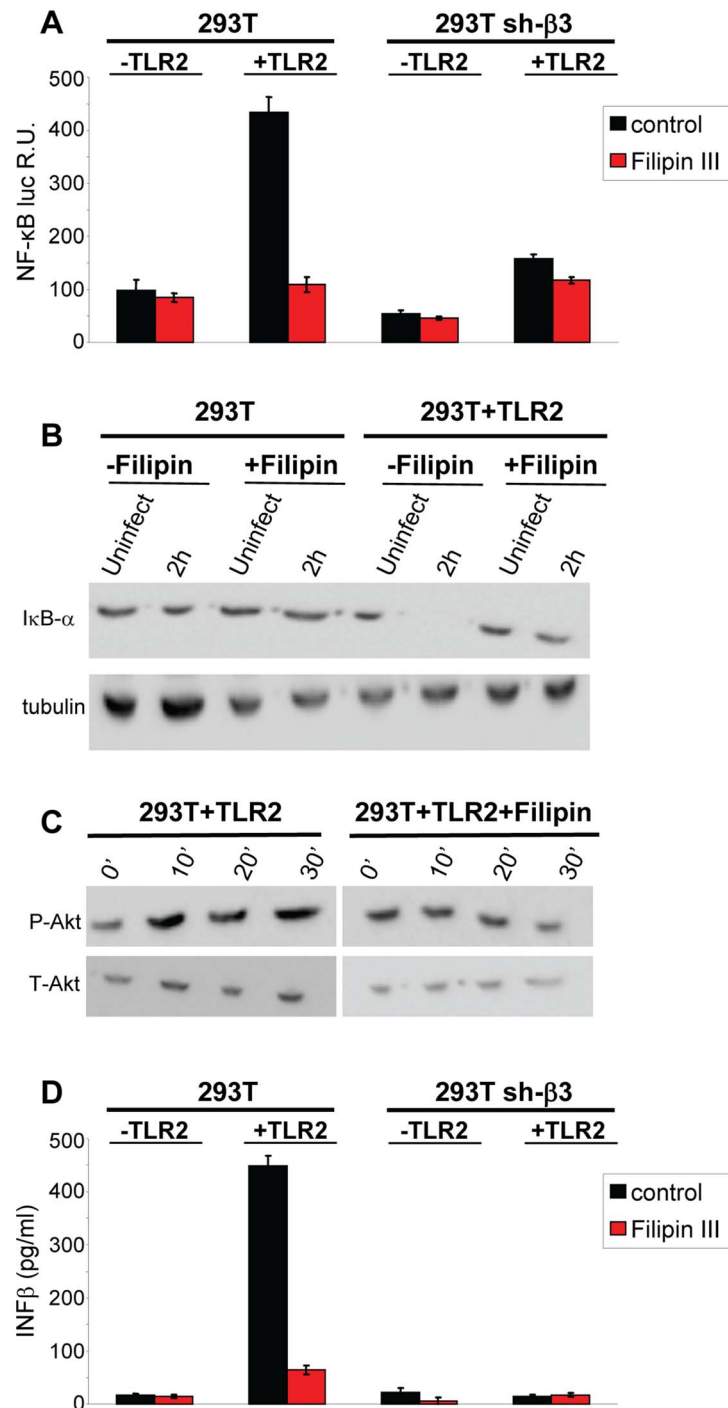 A
293T
293T sh-β3
-TLR2
+TLR2
-TLR2
+TLR2
NF-κB luc R.U.
500
400
300
200
100
0
control
Filipin III
B
293T
293T+TLR2
-Filipin
+Filipin
-Filipin
+Filipin
Uninfect
2h
Uninfect
2h
Uninfect
2h
Uninfect
2h
IκB-α
tubulin
C
293T+TLR2
293T+TLR2+Filipin
0'
10'
20'
30'
0'
10'
20'
30'
P-Akt
T-Akt
D
293T
293T sh-β3
-TLR2
+TLR2
-TLR2
+TLR2
INFβ (pg/ml)
500
400
300
200
100
0
control
Filipin III